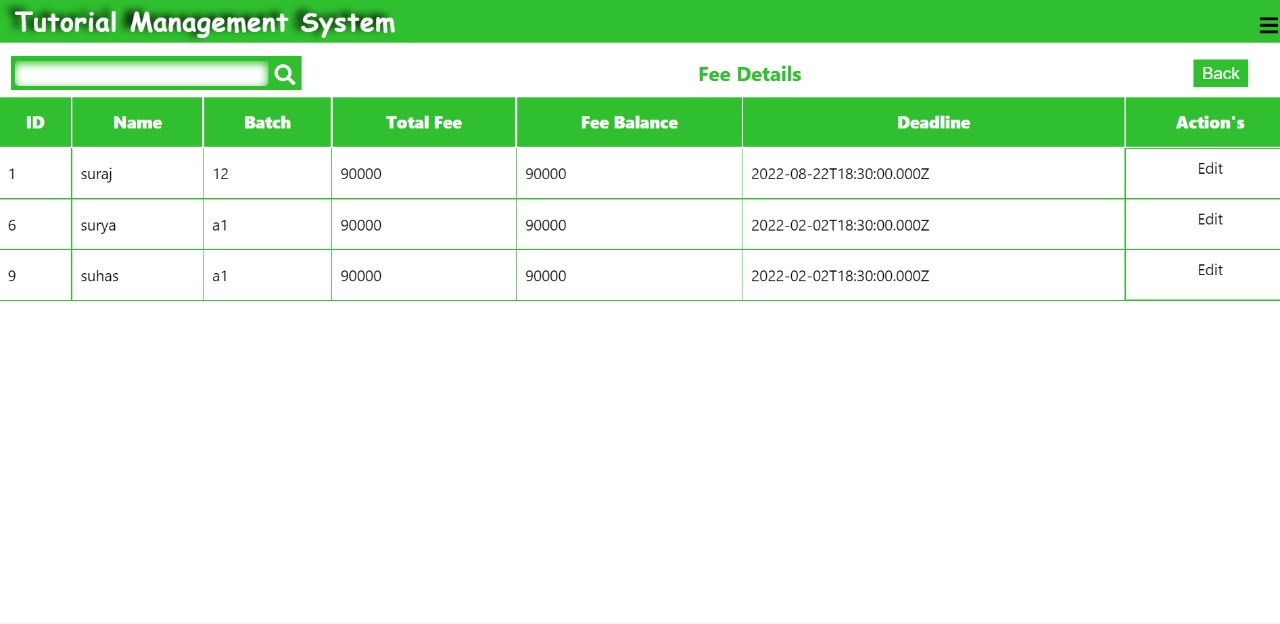 Tutorial Management System
Fee Details Back
ID Name Batch Total Fee Fee Balance Deadline Action's
1 suraj 12 90000 90000 2022-08-22T18:30:00.000Z Edit
6 surya a1 90000 90000 2022-02-02T18:30:00.000Z Edit
9 suhas a1 90000 90000 2022-02-02T18:30:00.000Z Edit